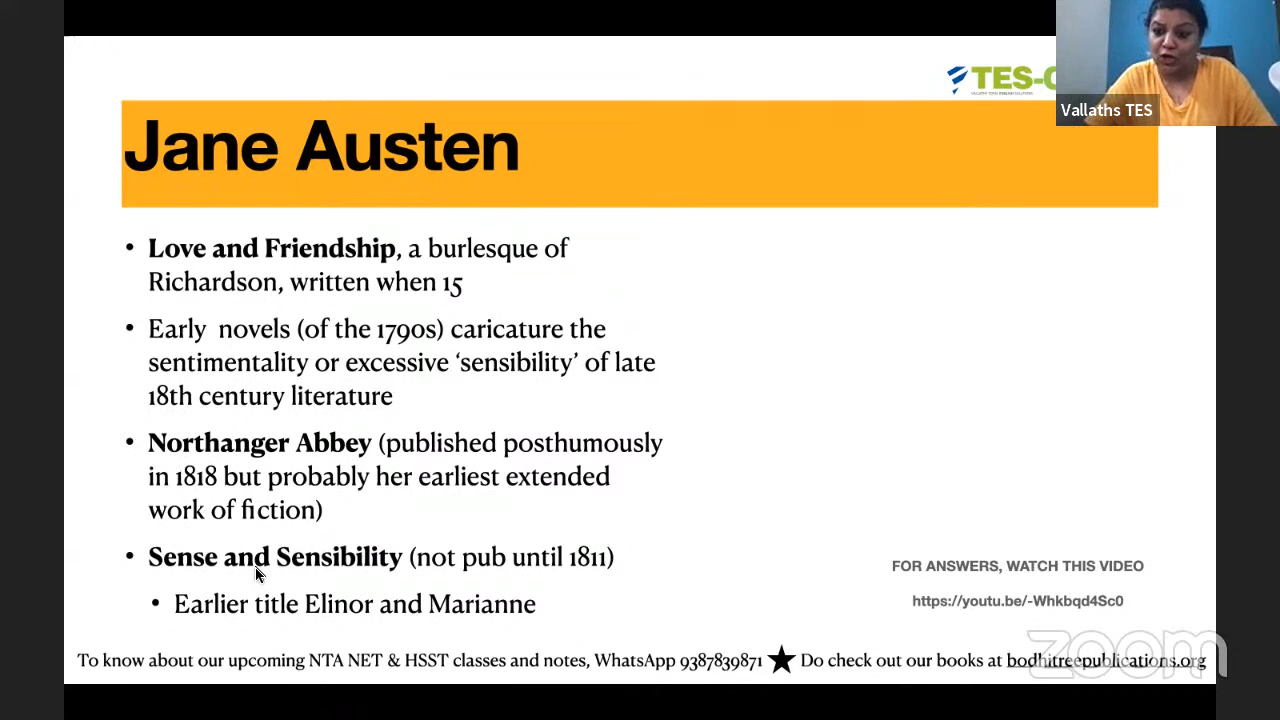 TES-
Vallaths TES
Jane Austen
• Love and Friendship, a burlesque of
Richardson, written when 15
• Early novels (of the 1790s) caricature the
sentimentality or excessive ‘sensibility’ of late
18th century literature
• Northanger Abbey (published posthumously
in 1818 but probably her earliest extended
work of fiction)
• Sense and Sensibility (not pub until 1811)
• Earlier title Elinor and Marianne
FOR ANSWERS, WATCH THIS VIDEO
https://youtu.be/-Whkbqd4Sc0
zoom
To know about our upcoming NTA NET & HSST classes and notes, WhatsApp 9387839871 ★ Do check out our books at bodhitreepublications.org